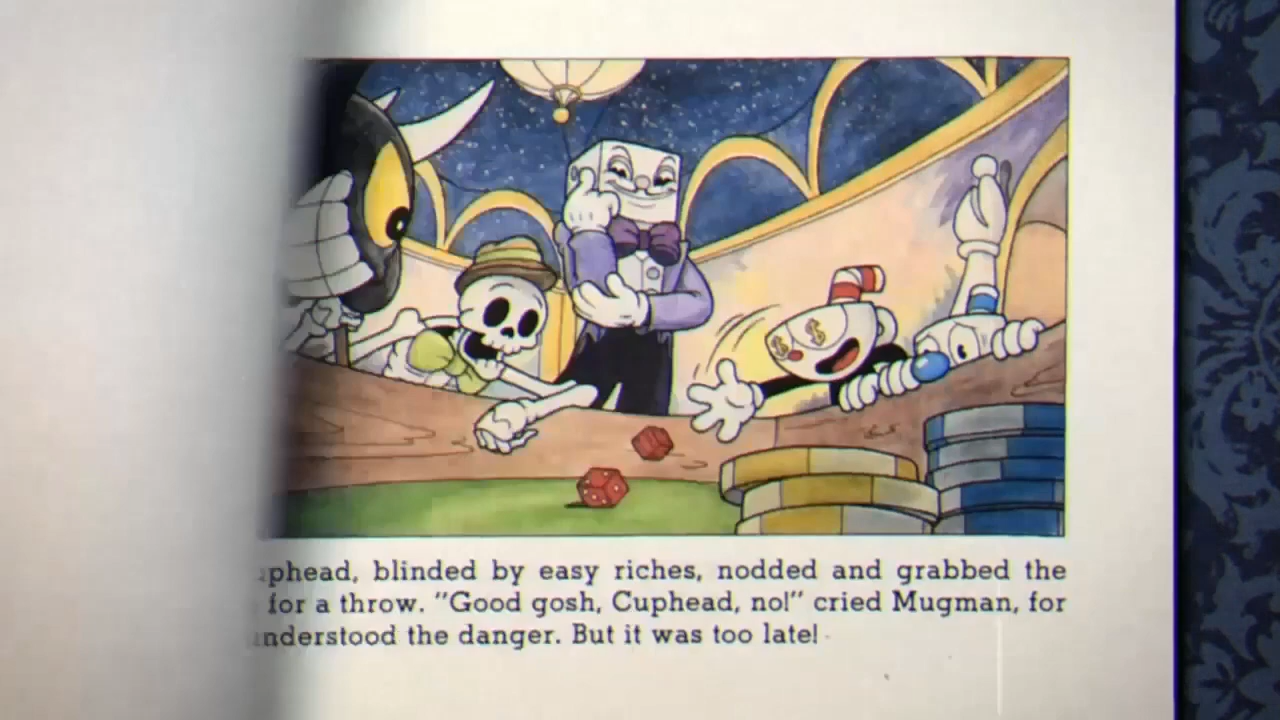 phead, blinded by easy riches, nodded and grabbed the
for a throw. "Good gosh, Cuphead, no!" cried Mugman, for
nderstood the danger. But it was too late!